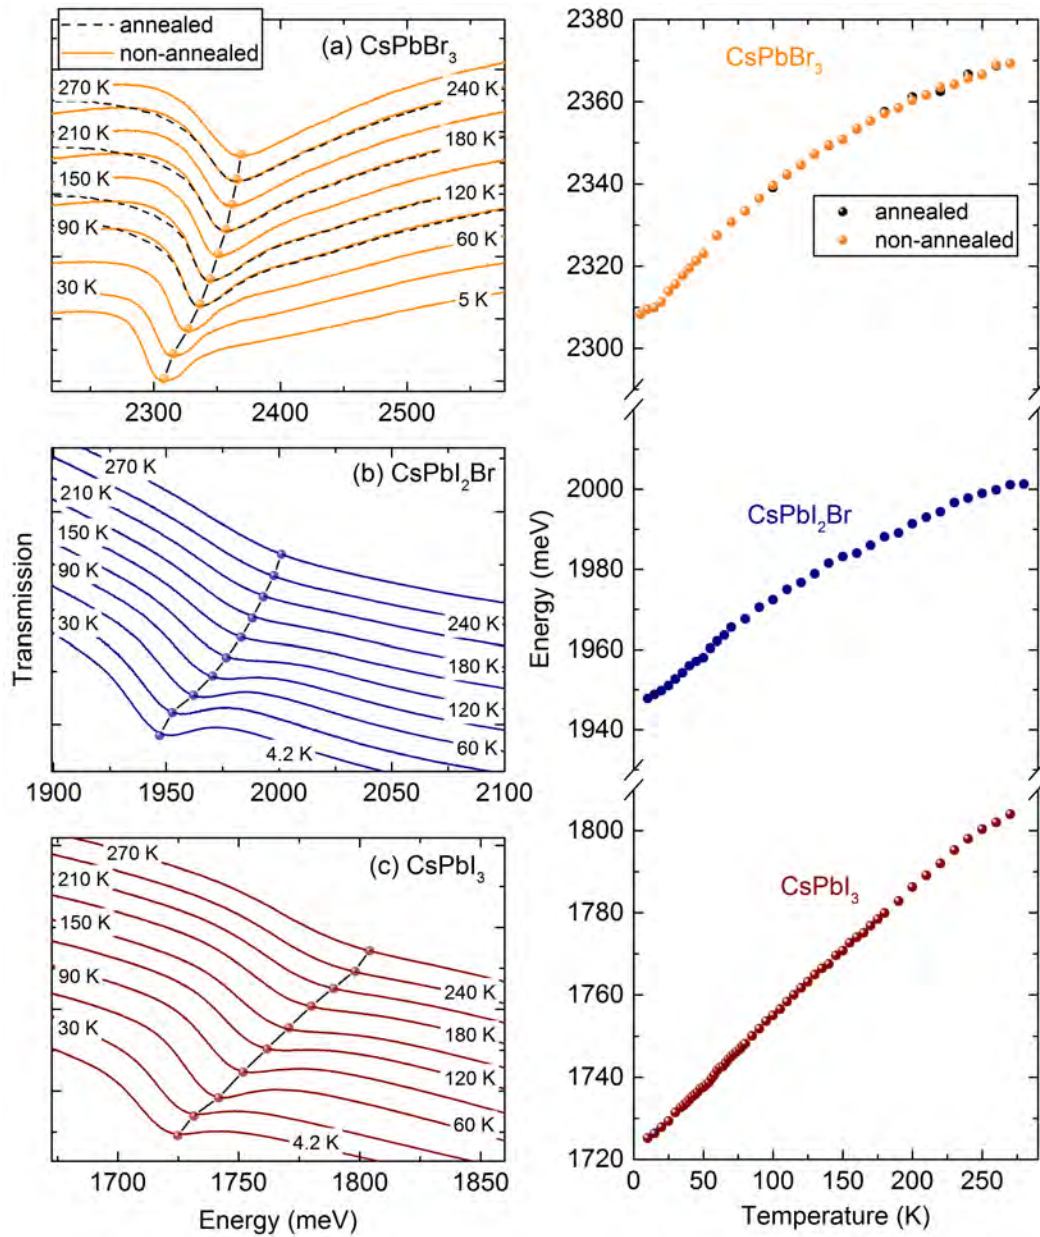 annealed
non-annealed
(a) CsPbBr₃
270 K
210 K
150 K
90 K
30 K
240 K
180 K
120 K
60 K
5 K
2300
2400
2500
(b) CsPbI₂Br
270 K
210 K
150 K
90 K
30 K
240 K
180 K
120 K
60 K
4.2 K
1900
1950
2000
2050
2100
Transmission
(c) CsPbI₃
270 K
210 K
150 K
90 K
30 K
240 K
180 K
120 K
60 K
4.2 K
1700
1750
1800
1850
Energy (meV)
2380
2360
2340
2320
2300
CsPbBr₃
annealed
non-annealed
2000
1980
1960
1940
CsPbI₂Br
Energy (meV)
1800
1780
1760
1740
1720
CsPbI₃
0
50
100
150
200
250
Temperature (K)